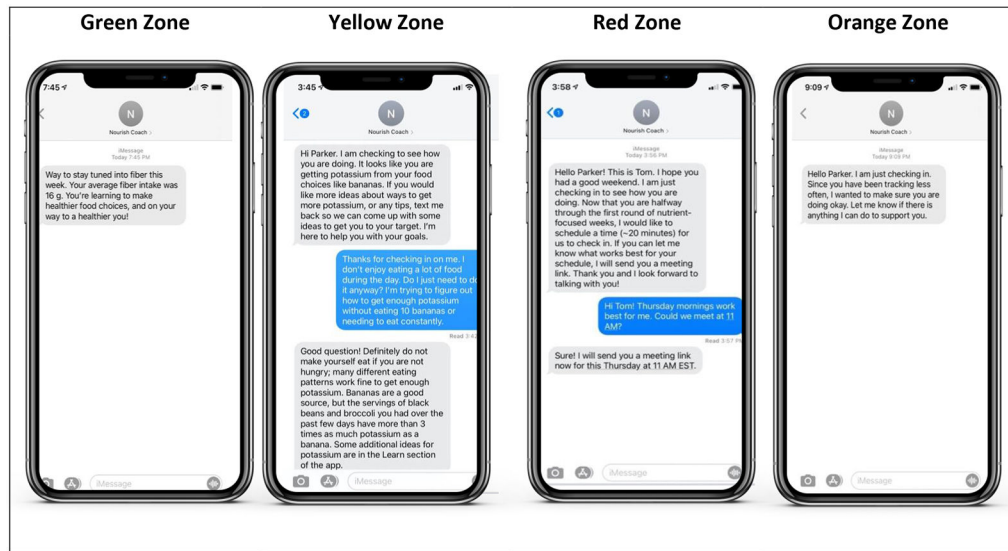 Green Zone
Yellow Zone
Red Zone
Orange Zone
7:45
N
Nourish Coach >
iMessage
Today 7:45 PM
Way to stay tuned into fiber this
week. Your average fiber intake was
16 g. You're learning to make
healthier food choices, and on your
way to a healthier you!
iMessage
3:45
2
N
Nourish Coach >
Hi Parker. I am checking to see how
you are doing. It looks like you are
getting potassium from your food
choices like bananas. If you would
like more ideas about ways to get
more potassium, or any tips, text me
back so we can come up with some
ideas to get you to your target. I'm
here to help you with your goals.
Thanks for checking in on me. I
don't enjoy eating a lot of food
during the day. Do I just need to do
it anyway? I'm trying to figure out
how to get enough potassium
without eating 10 bananas or
needing to eat constantly.
Read 3:42
Good question! Definitely do not
make yourself eat if you are not
hungry; many different eating
patterns work fine to get enough
potassium. Bananas are a good
source, but the servings of black
beans and broccoli you had over the
past few days have more than 3
times as much potassium as a
banana. Some additional ideas for
potassium are in the Learn section
of the app.
iMessage
3:58
1
N
Nourish Coach >
iMessage
Today 3:56 PM
Hello Parker! This is Tom. I hope you
had a good weekend. I am just
checking in to see how you are
doing. Now that you are halfway
through the first round of nutrient-
focused weeks, I would like to
schedule a time (~20 minutes) for
us to check in. If you can let me
know what works best for your
schedule, I will send you a meeting
link. Thank you and I look forward to
talking with you!
Hi Tom! Thursday mornings work
best for me. Could we meet at 11
AM?
Read 3:57 PM
Sure! I will send you a meeting link
now for this Thursday at 11 AM EST.
iMessage
9:09
N
Nourish Coach >
iMessage
Today 9:09 PM
Hello Parker. I am just checking in.
Since you have been tracking less
often, I wanted to make sure you are
doing okay. Let me know if there is
anything I can do to support you.
iMessage